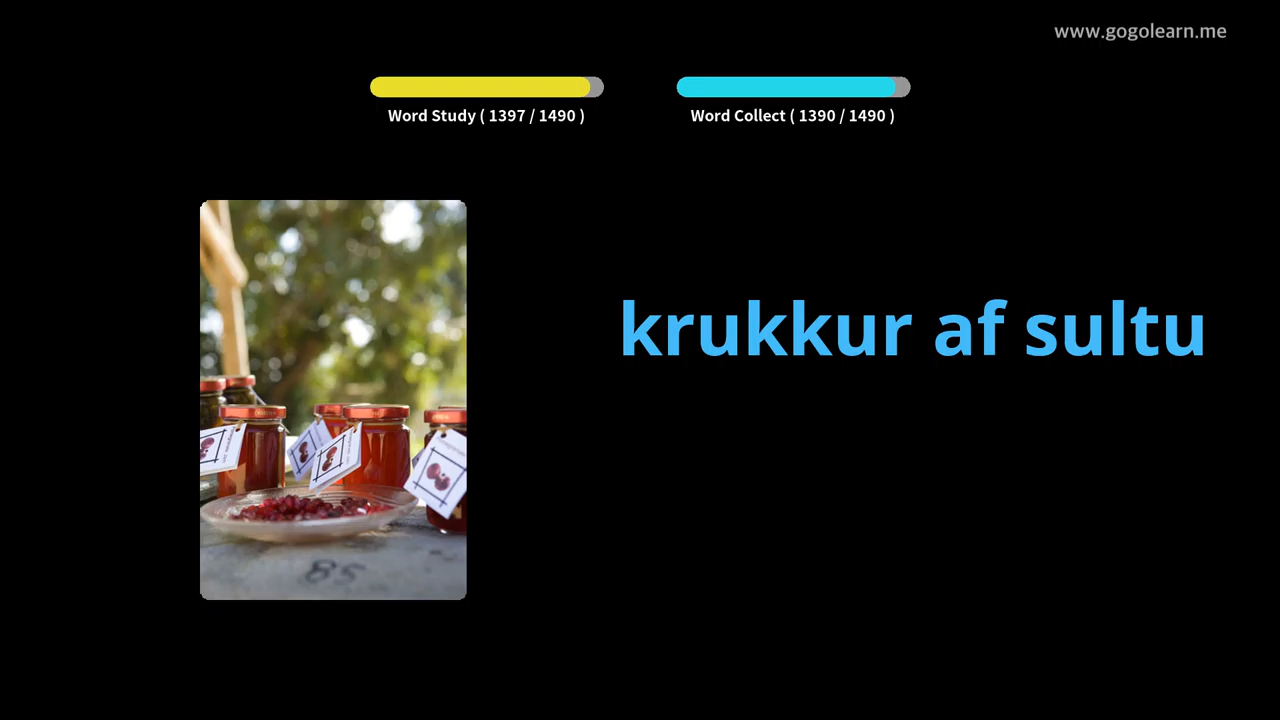 www.gogolearn.me
Word Study ( 1397 / 1490 )
Word Collect ( 1390 / 1490 )
krukkur af sultu
85